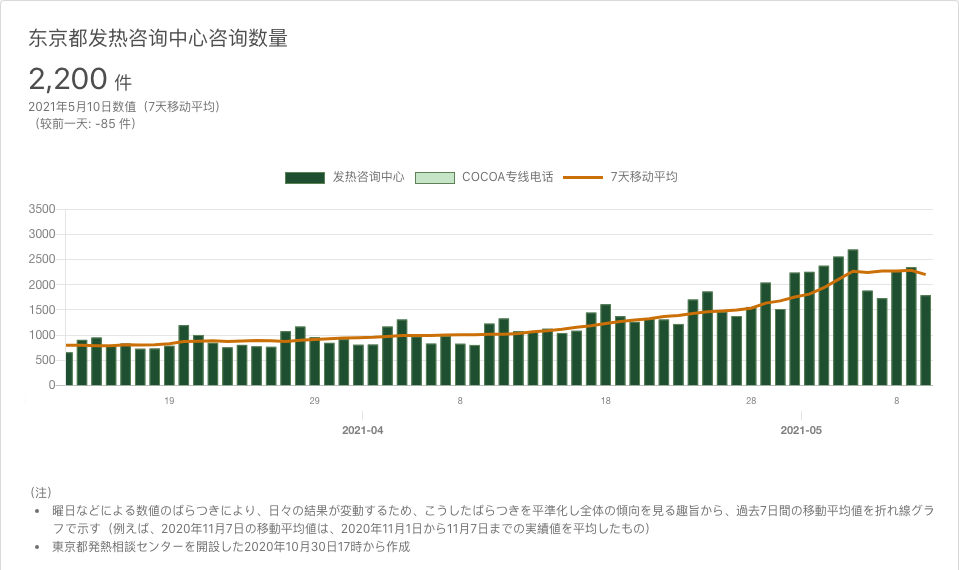 东京都发热咨询中心咨询数量
2,200 件
2021年5月10日数值（7天移动平均）
（较前一天: -85 件）
发热咨询中心 COCOA专线电话 7天移动平均
3500
3000
2500
2000
1500
1000
500
0
19 29 8 18 28 8
2021-04 2021-05
（注）
• 曜日などによる数値のばらつきにより、日々の結果が変動するため、こうしたばらつきを平準化し全体の傾向を見る趣旨から、過去7日間の移動平均値を折れ線グラ
フで示す（例えば、2020年11月7日の移動平均値は、2020年11月1日から11月7日までの実績値を平均したもの）
• 東京都発熱相談センターを開設した2020年10月30日17時から作成